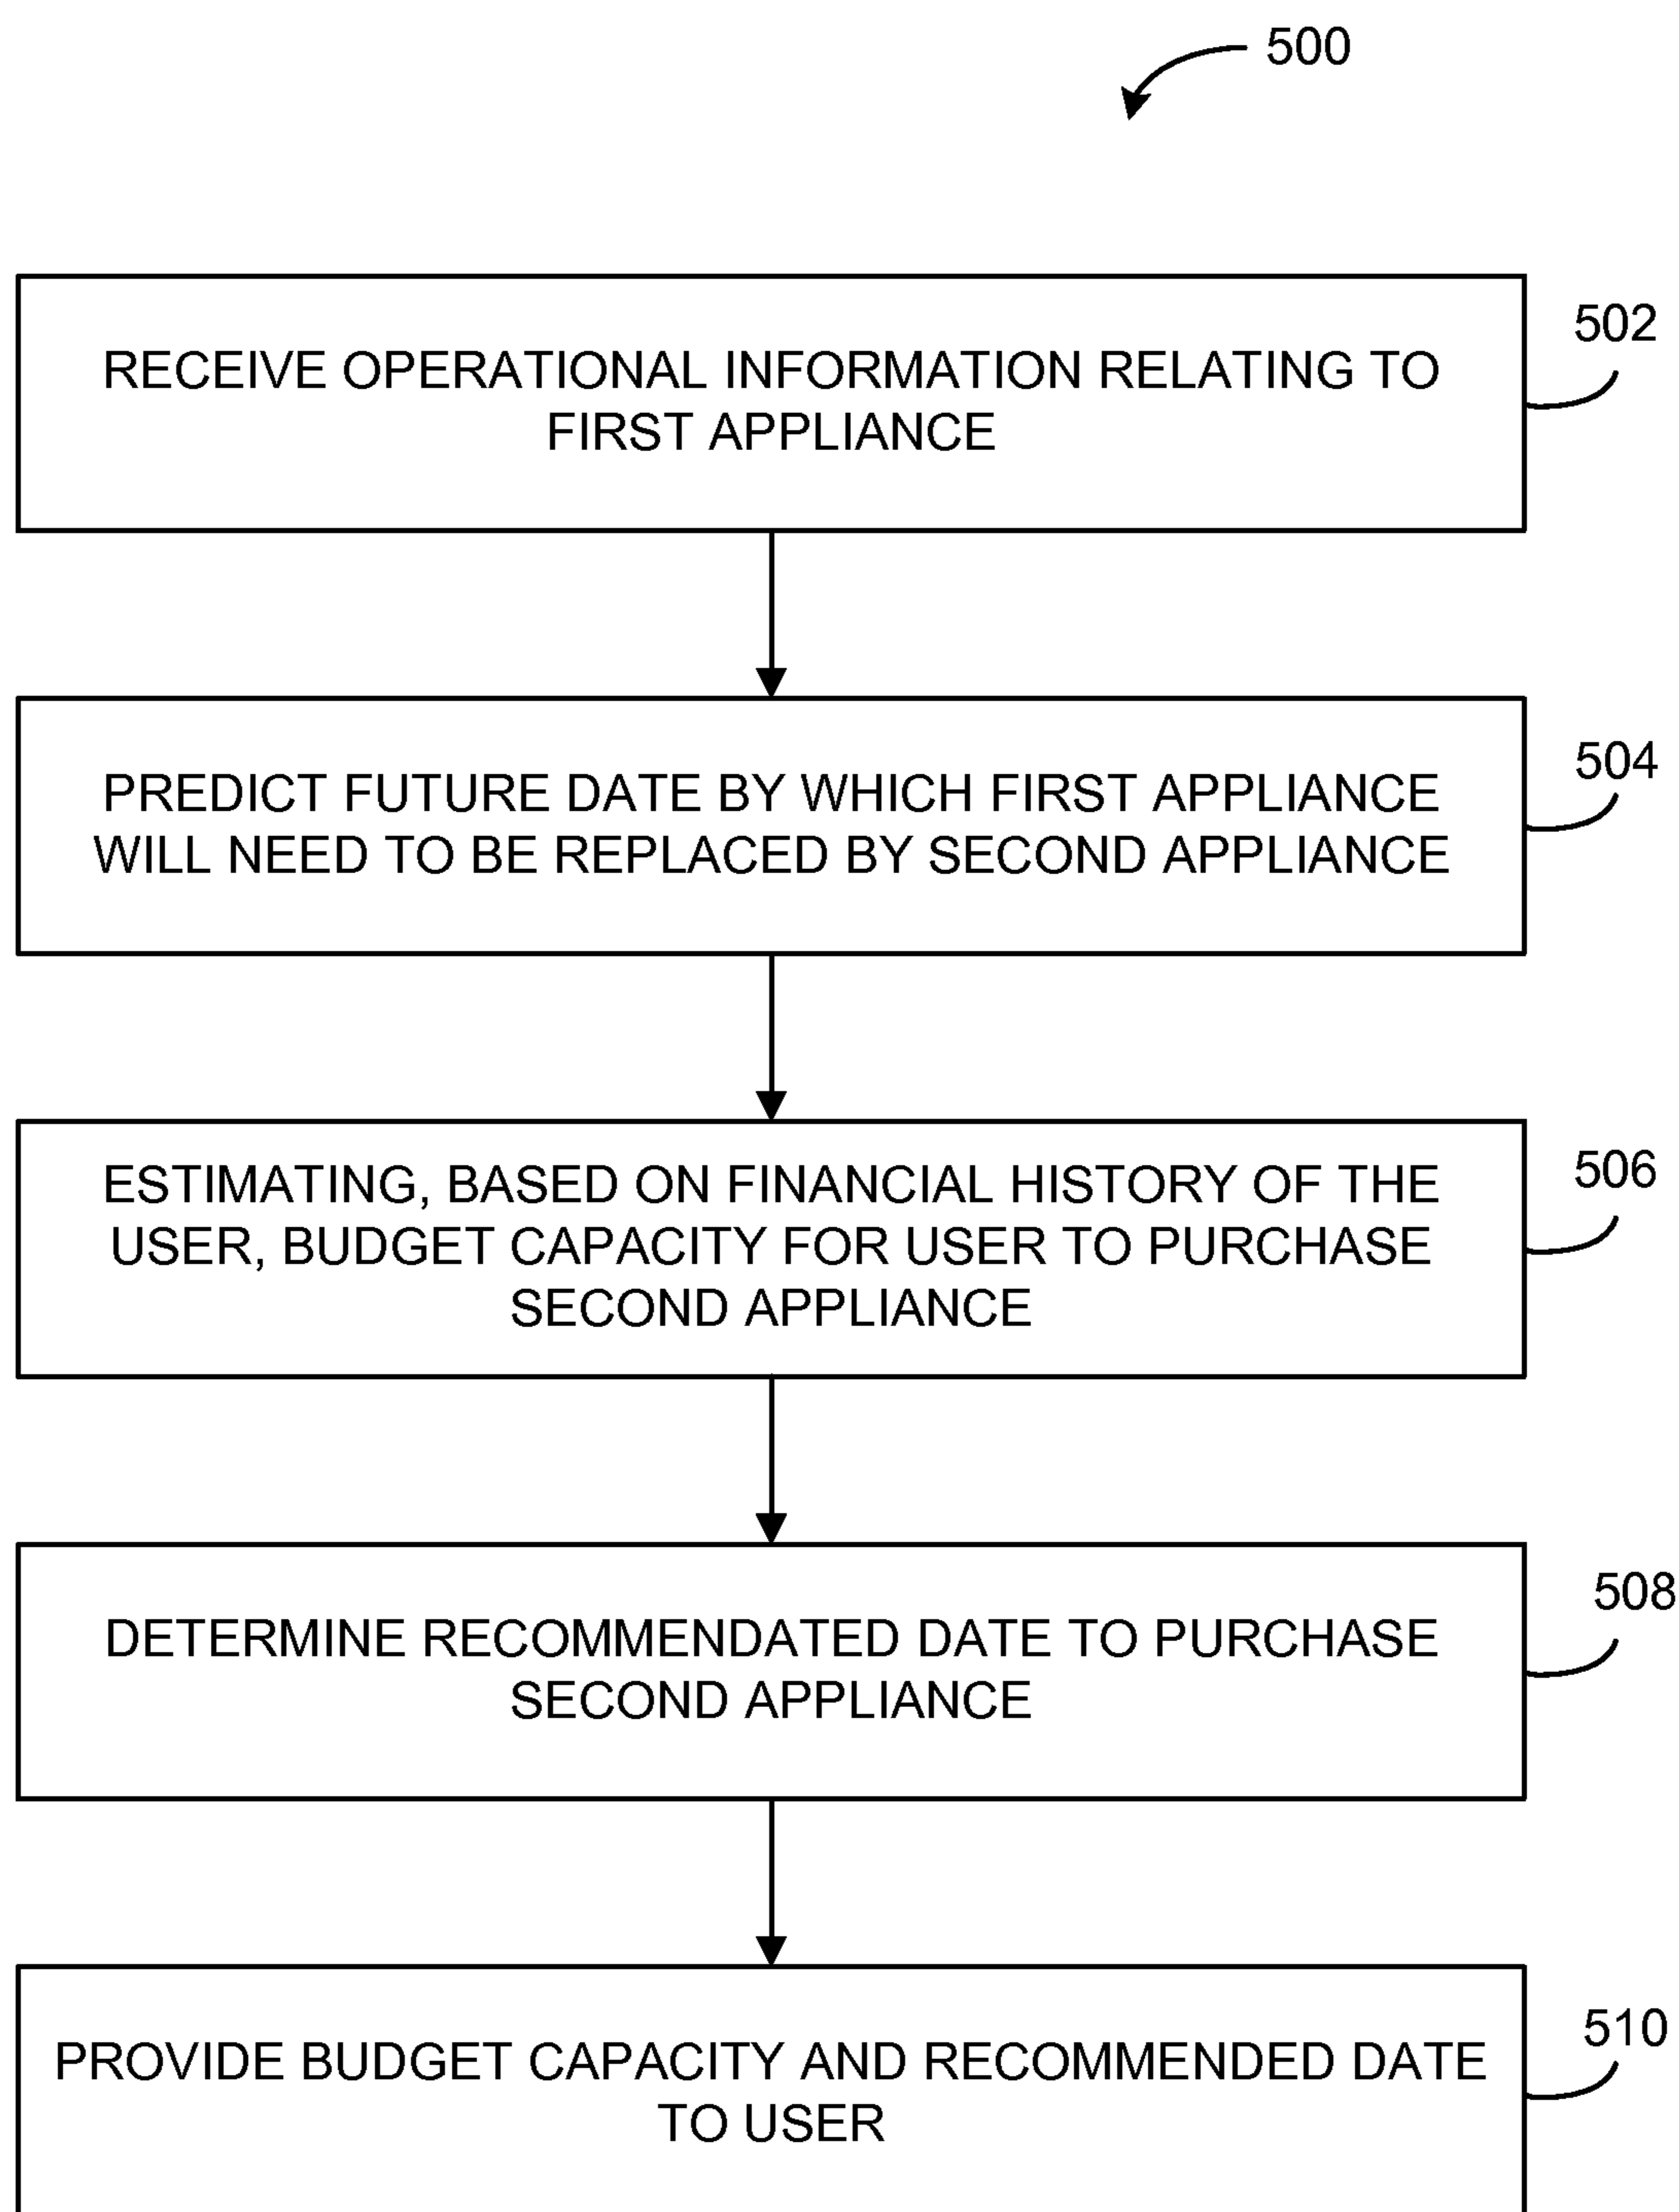 500
502
RECEIVE OPERATIONAL INFORMATION RELATING TO
FIRST APPLIANCE
504
PREDICT FUTURE DATE BY WHICH FIRST APPLIANCE
WILL NEED TO BE REPLACED BY SECOND APPLIANCE
506
ESTIMATING, BASED ON FINANCIAL HISTORY OF THE
USER, BUDGET CAPACITY FOR USER TO PURCHASE
SECOND APPLIANCE
508
DETERMINE RECOMMENDATED DATE TO PURCHASE
SECOND APPLIANCE
510
PROVIDE BUDGET CAPACITY AND RECOMMENDED DATE
TO USER